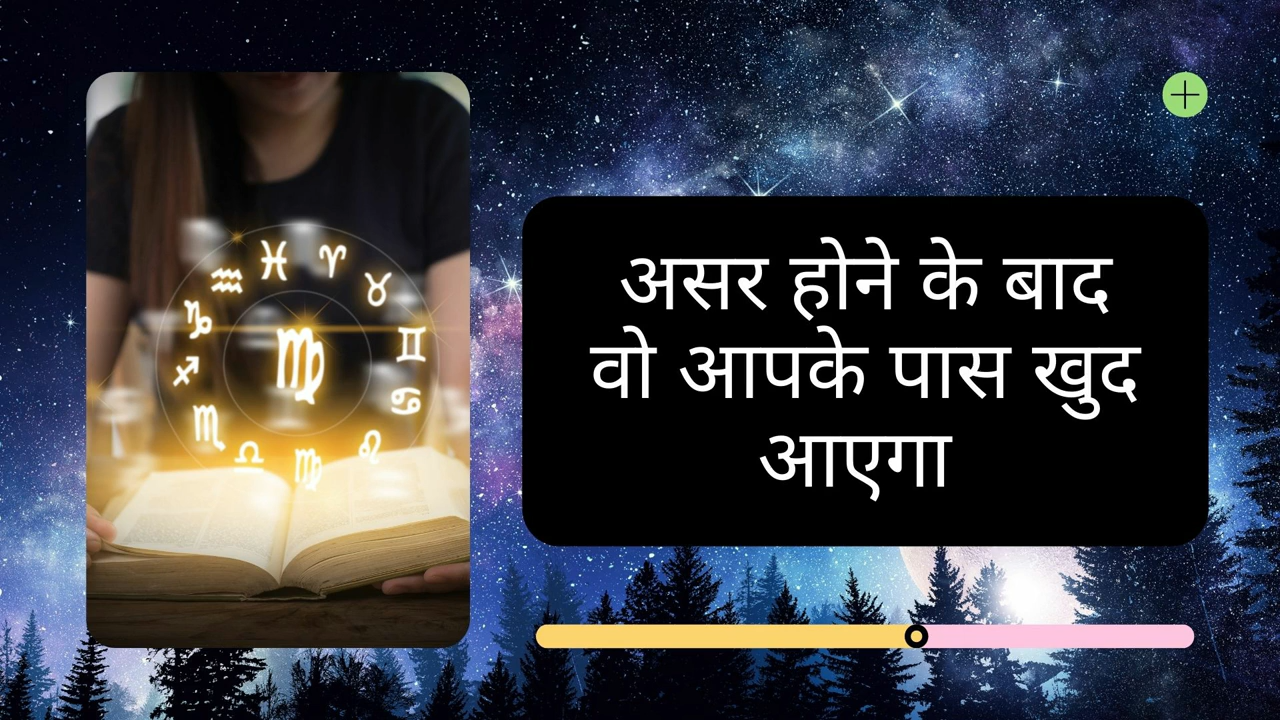 असर होने के बाद
वो आपके पास खुद
आएगा